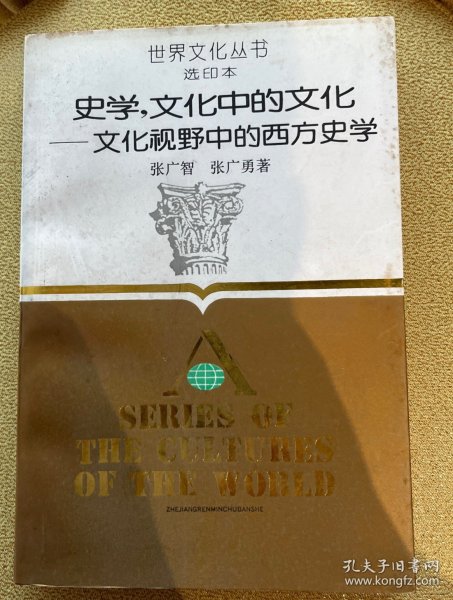 世界文化丛书
选印本
史学,文化中的文化
——文化视野中的西方史学
张广智 张广勇著
A
SERIES OF
THE CULTURES
OF THE WORLD
ZHEJIANGRENMINCHUBANSHE
孔夫子旧书网
www.kongfz.com